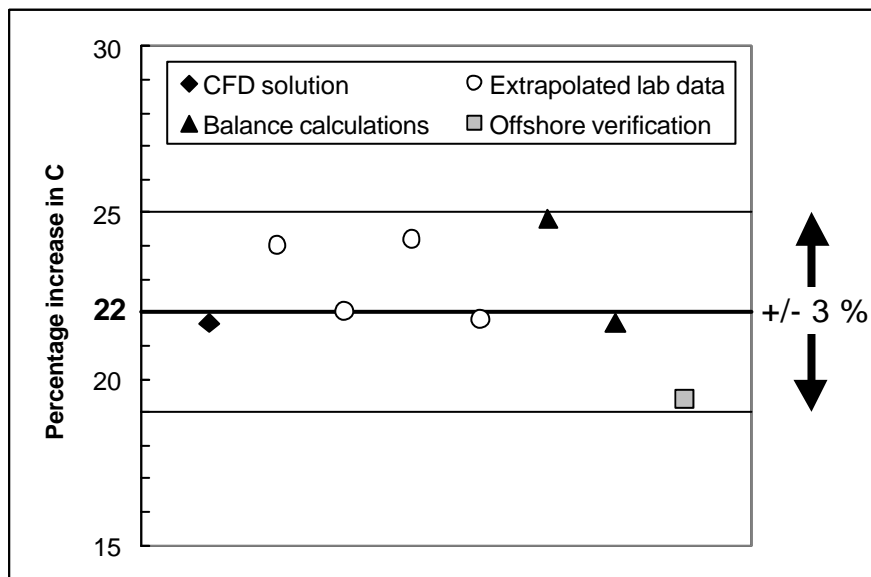 30
CFD solution
Extrapolated lab data
Balance calculations
Offshore verification
25
22
+/- 3 %
20
15
Percentage increase in C